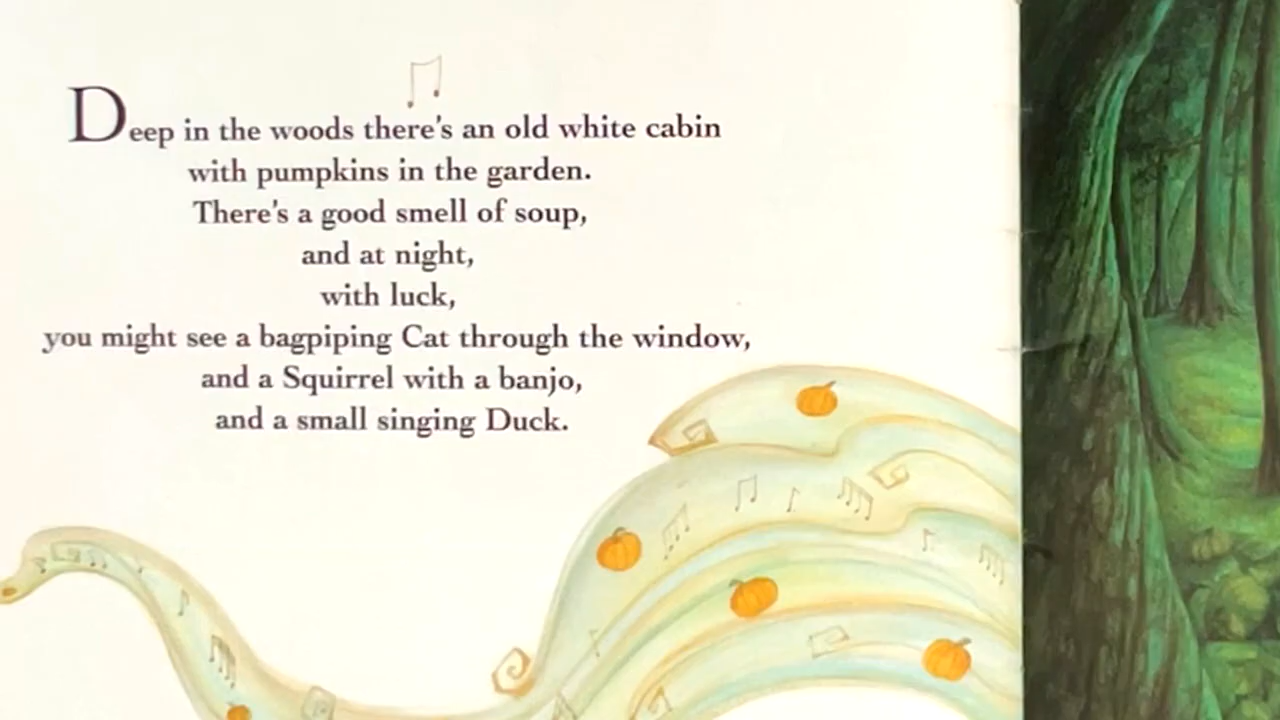 Deep in the woods there's an old white cabin
with pumpkins in the garden.
There's a good smell of soup,
and at night,
with luck,
you might see a bagpiping Cat through the window,
and a Squirrel with a banjo,
and a small singing Duck.